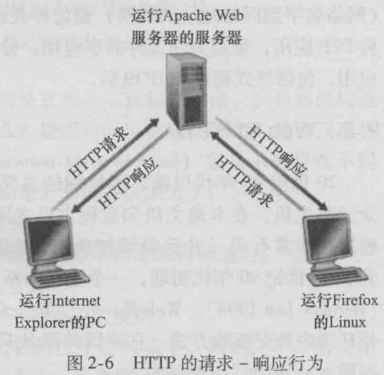 运行Apache Web
服务器的服务器
HTTP请求
HTTP响应
HTTP响应
HTTP请求
运行Internet
Explorer的PC
运行Firefox
的Linux
图 2-6 HTTP 的请求－响应行为